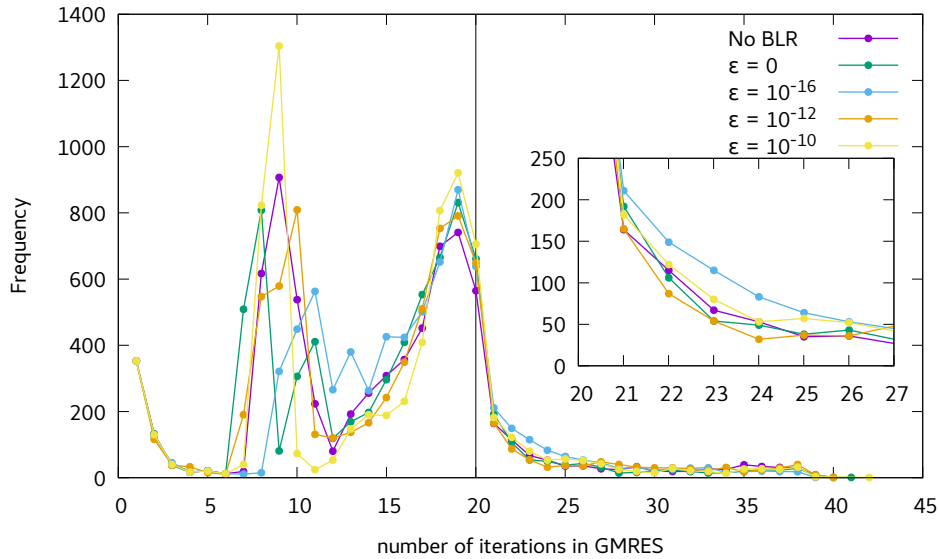 1400
1200
1000
800
600
400
200
0
Frequency
No BLR
ε = 0
ε = 10⁻¹⁶
ε = 10⁻¹²
ε = 10⁻¹⁰
250
200
150
100
50
0
20 21 22 23 24 25 26 27
0 5 10 15 20 25 30 35 40 45
number of iterations in GMRES